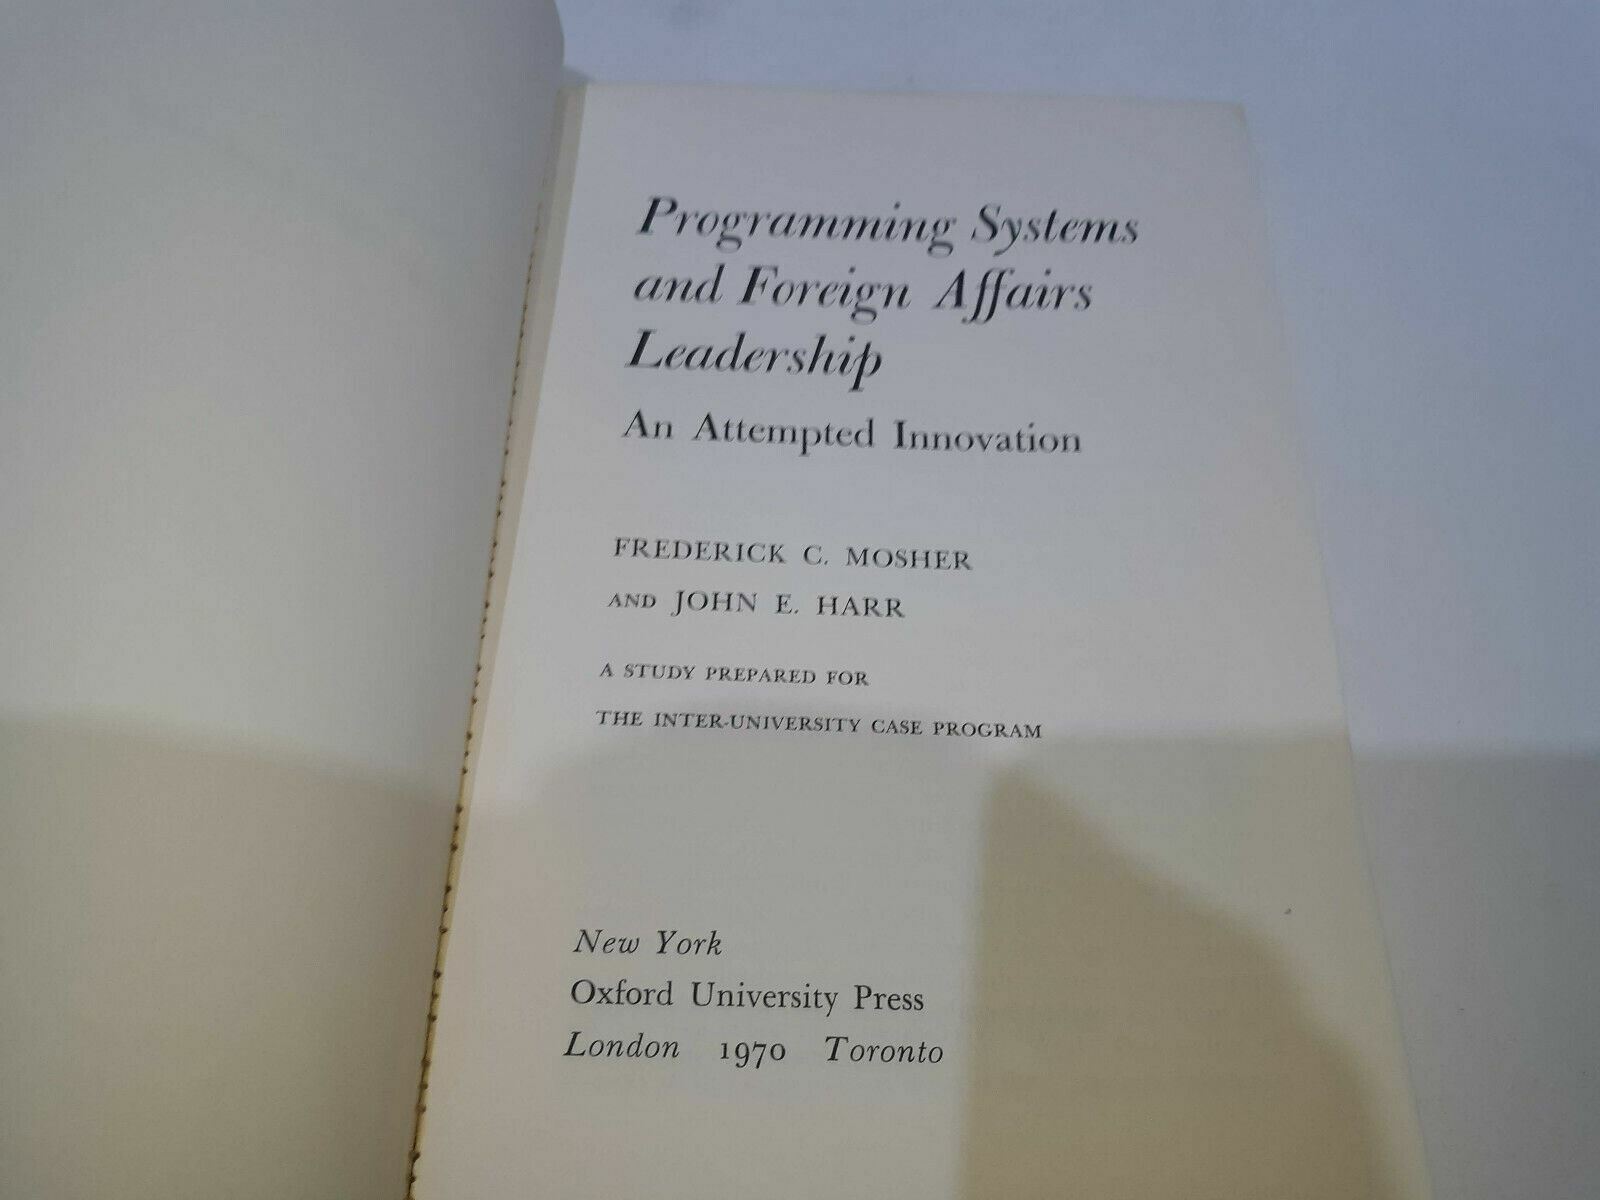 Programming Systems
and Foreign Affairs
Leadership
An Attempted Innovation
FREDERICK C. MOSHER
AND JOHN E. HARR
A STUDY PREPARED FOR
THE INTER-UNIVERSITY CASE PROGRAM
New York
Oxford University Press
London 1970 Toronto